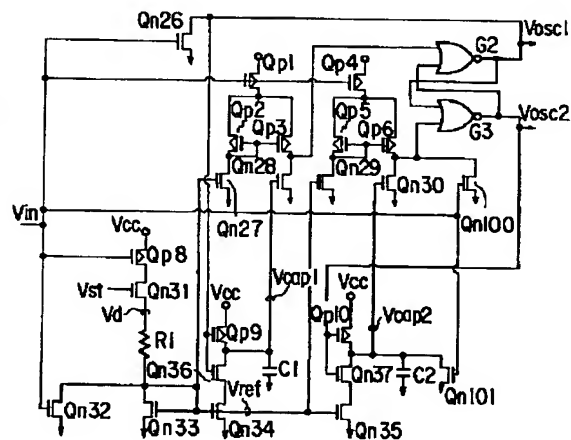 Qn26
Vosc1
G2
Qp1
Qp4
Vosc2
Qp2
Qp5
Qp3
Qp6
G3
Qn28
Qn29
Qn30
Qn27
Qn100
Vin
Vcc
Qp8
Vcap1
Vcc
Vst
Qn31
Vcc
Qp10
Vcap2
Vd
Qp9
R1
Qn36
C1
Qn37
C2
Qn101
Vref
Qn32
Qn33
Qn34
Qn35